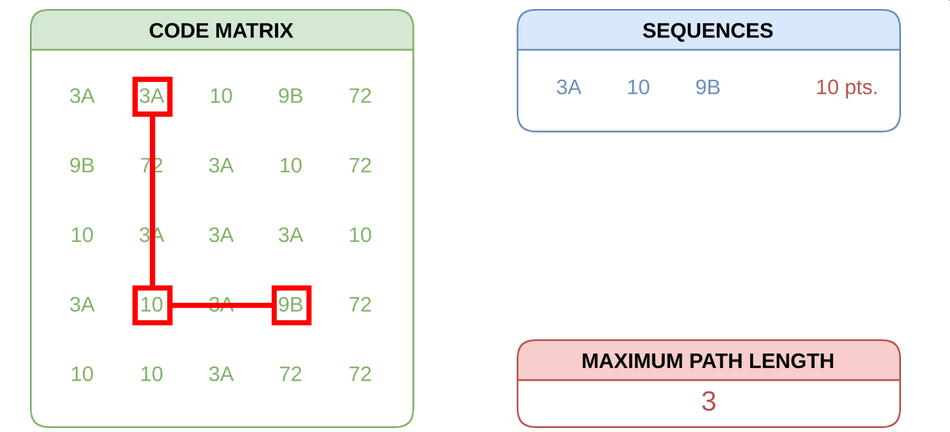 CODE MATRIX
3A 3A 10 9B 72
9B 72 3A 10 72
10 3A 3A 3A 10
3A 10 3A 9B 72
10 10 3A 72 72
SEQUENCES
3A 10 9B 10 pts.
MAXIMUM PATH LENGTH
3